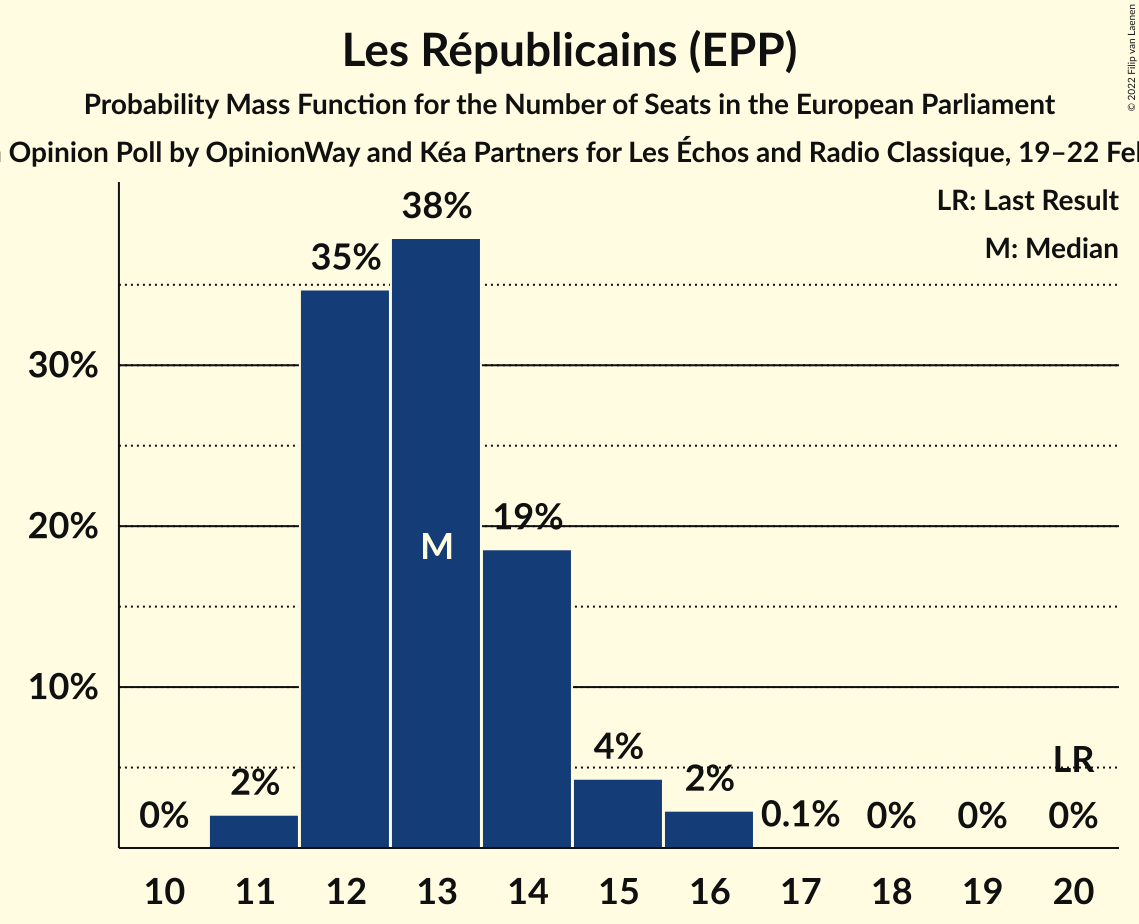 Les Républicains (EPP)
Probability Mass Function for the Number of Seats in the European Parliament
Opinion Poll by OpinionWay and Kéa Partners for Les Échos and Radio Classique, 19–22
© 2022 Filip van Laenen
LR: Last Result
M: Median
38%
35%
30%
20%
19%
M
10%
4%
LR
2%
2%
0%
0.1%
0%
0%
0%
10 11 12 13 14 15 16 17 18 19 20